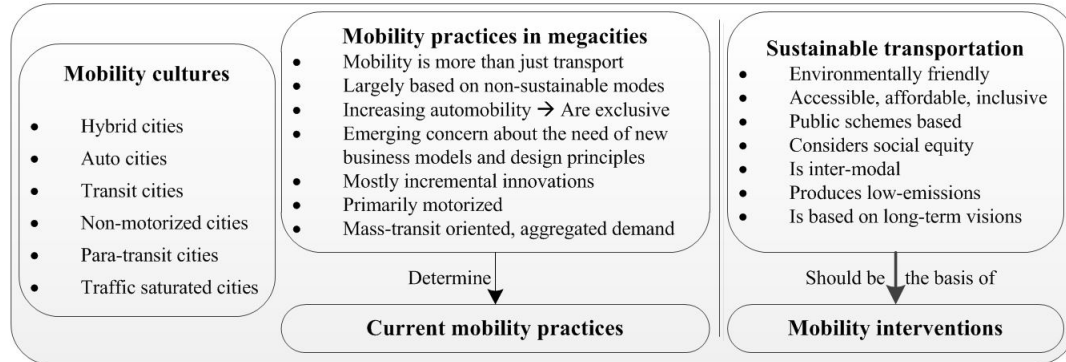 Mobility cultures
• Hybrid cities
• Auto cities
• Transit cities
• Non-motorized cities
• Para-transit cities
• Traffic saturated cities
Mobility practices in megacities
• Mobility is more than just transport
• Largely based on non-sustainable modes
• Increasing automobility → Are exclusive
• Emerging concern about the need of new
business models and design principles
• Mostly incremental innovations
• Primarily motorized
• Mass-transit oriented, aggregated demand
Determine
Current mobility practices
Sustainable transportation
• Environmentally friendly
• Accessible, affordable, inclusive
• Public schemes based
• Considers social equity
• Is inter-modal
• Produces low-emissions
• Is based on long-term visions
Should be the basis of
Mobility interventions